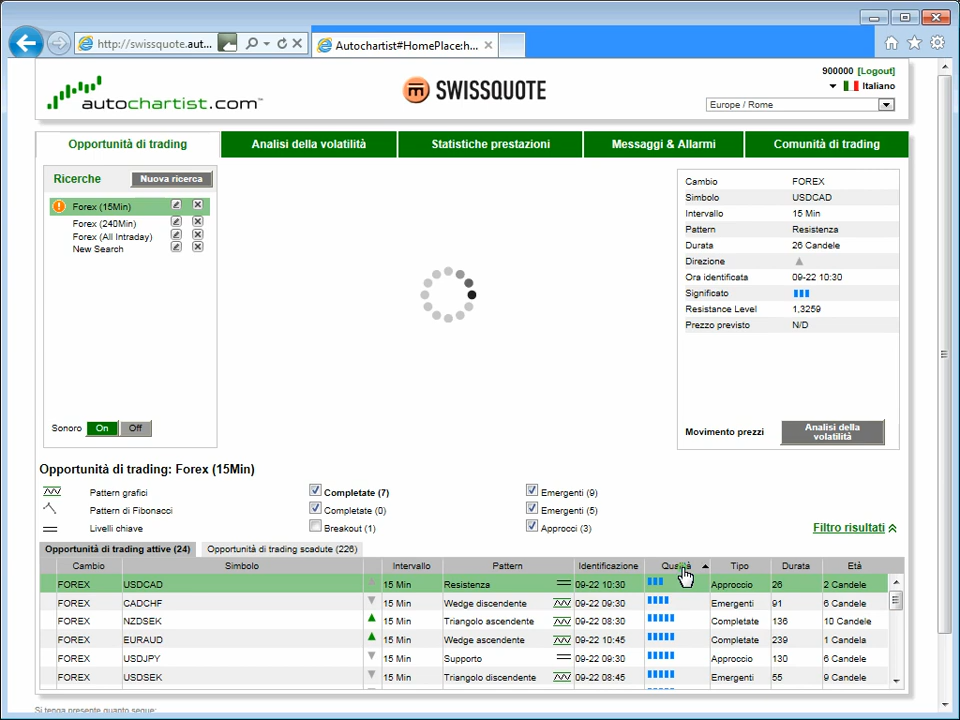 http://swissquote.aut...
Autochartist#HomePlace:h...
autochartist.com™
SWISSQUOTE
900000 [Logout]
Italiano
Europe / Rome
Opportunità di trading
Analisi della volatilità
Statistiche prestazioni
Messaggi & Allarmi
Comunità di trading
Ricerche
Nuova ricerca
Forex (15Min)
Forex (240Min)
Forex (All Intraday)
New Search
Sonoro On Off
Cambio FOREX
Simbolo USDCAD
Intervallo 15 Min
Pattern Resistenza
Durata 26 Candele
Direzione
Ora identificata 09-22 10:30
Significato
Resistance Level 1,3259
Prezzo previsto N/D
Movimento prezzi
Analisi della
volatilità
Opportunità di trading: Forex (15Min)
Pattern grafici Completate (7) Emergenti (9)
Pattern di Fibonacci Completate (0) Emergenti (5)
Livelli chiave Breakout (1) Approcci (3)
Filtro risultati
Opportunità di trading attive (24) Opportunità di trading scadute (226)
Cambio Simbolo Intervallo Pattern Identificazione Qualità Tipo Durata Età
FOREX USDCAD 15 Min Resistenza 09-22 10:30 Approccio 26 2 Candele
FOREX CADCHF 15 Min Wedge discendente 09-22 09:30 Emergenti 91 6 Candele
FOREX NZDSEK 15 Min Triangolo ascendente 09-22 08:30 Completate 136 10 Candele
FOREX EURAUD 15 Min Wedge ascendente 09-22 10:45 Completate 239 1 Candela
FOREX USDJPY 15 Min Supporto 09-22 09:30 Approccio 130 6 Candele
FOREX USDSEK 15 Min Triangolo discendente 09-22 08:45 Emergenti 55 9 Candele
Si tenga presente quanto segue: